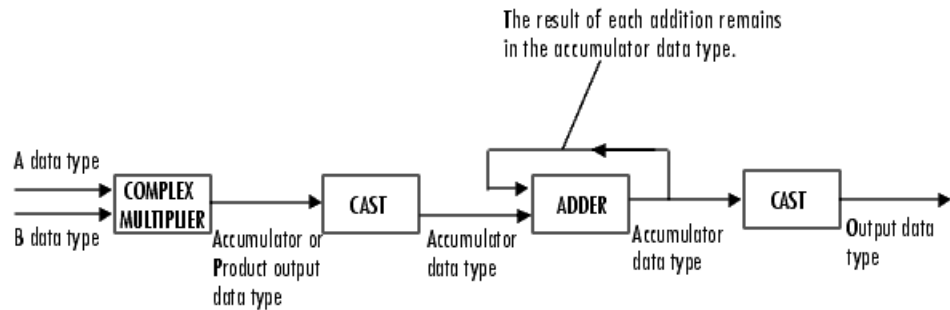 The result of each addition remains
in the accumulator data type.
A data type
B data type
COMPLEX
MULTIPLIER
Accumulator or
Product output
data type
CAST
Accumulator
data type
ADDER
Accumulator
data type
CAST
Output data
type